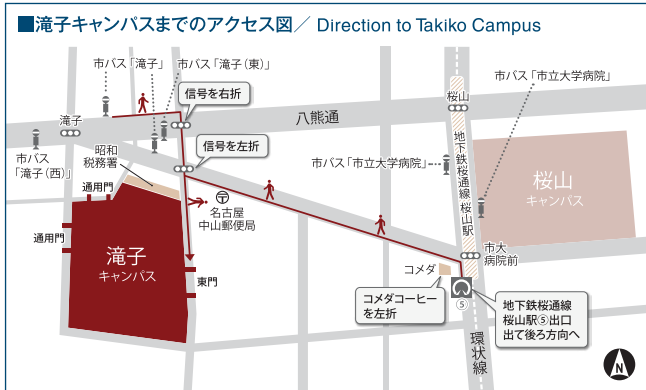 ■滝子キャンパスまでのアクセス図／ Direction to Takiko Campus
市バス「滝子」
市バス「滝子（東）」
信号を右折
桜山
市バス「市立大学病院」
滝子
八熊通
市バス
「滝子（西）」
昭和
税務署
信号を左折
市バス「市立大学病院」
地下鉄桜通線 桜山駅
桜山
キャンパス
通用門
〒
名古屋
中山郵便局
通用門
滝子
キャンパス
東門
市大
病院前
コメダ
⑤
コメダコーヒー
を左折
地下鉄桜通線
桜山駅⑤出口
出て後ろ方向へ
環状線
N